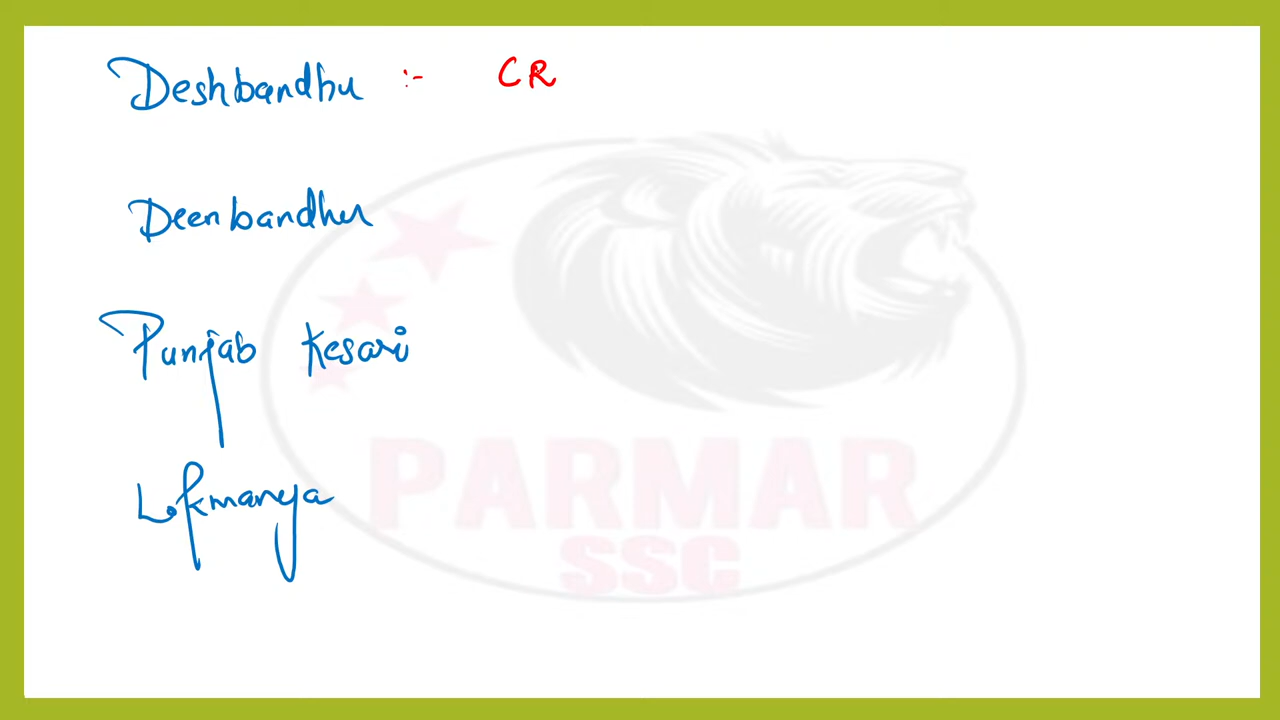 Deshbandhu :- CR
Deenbandhu
Punjab Kesari
Lokmanya
PARMAR
SSC